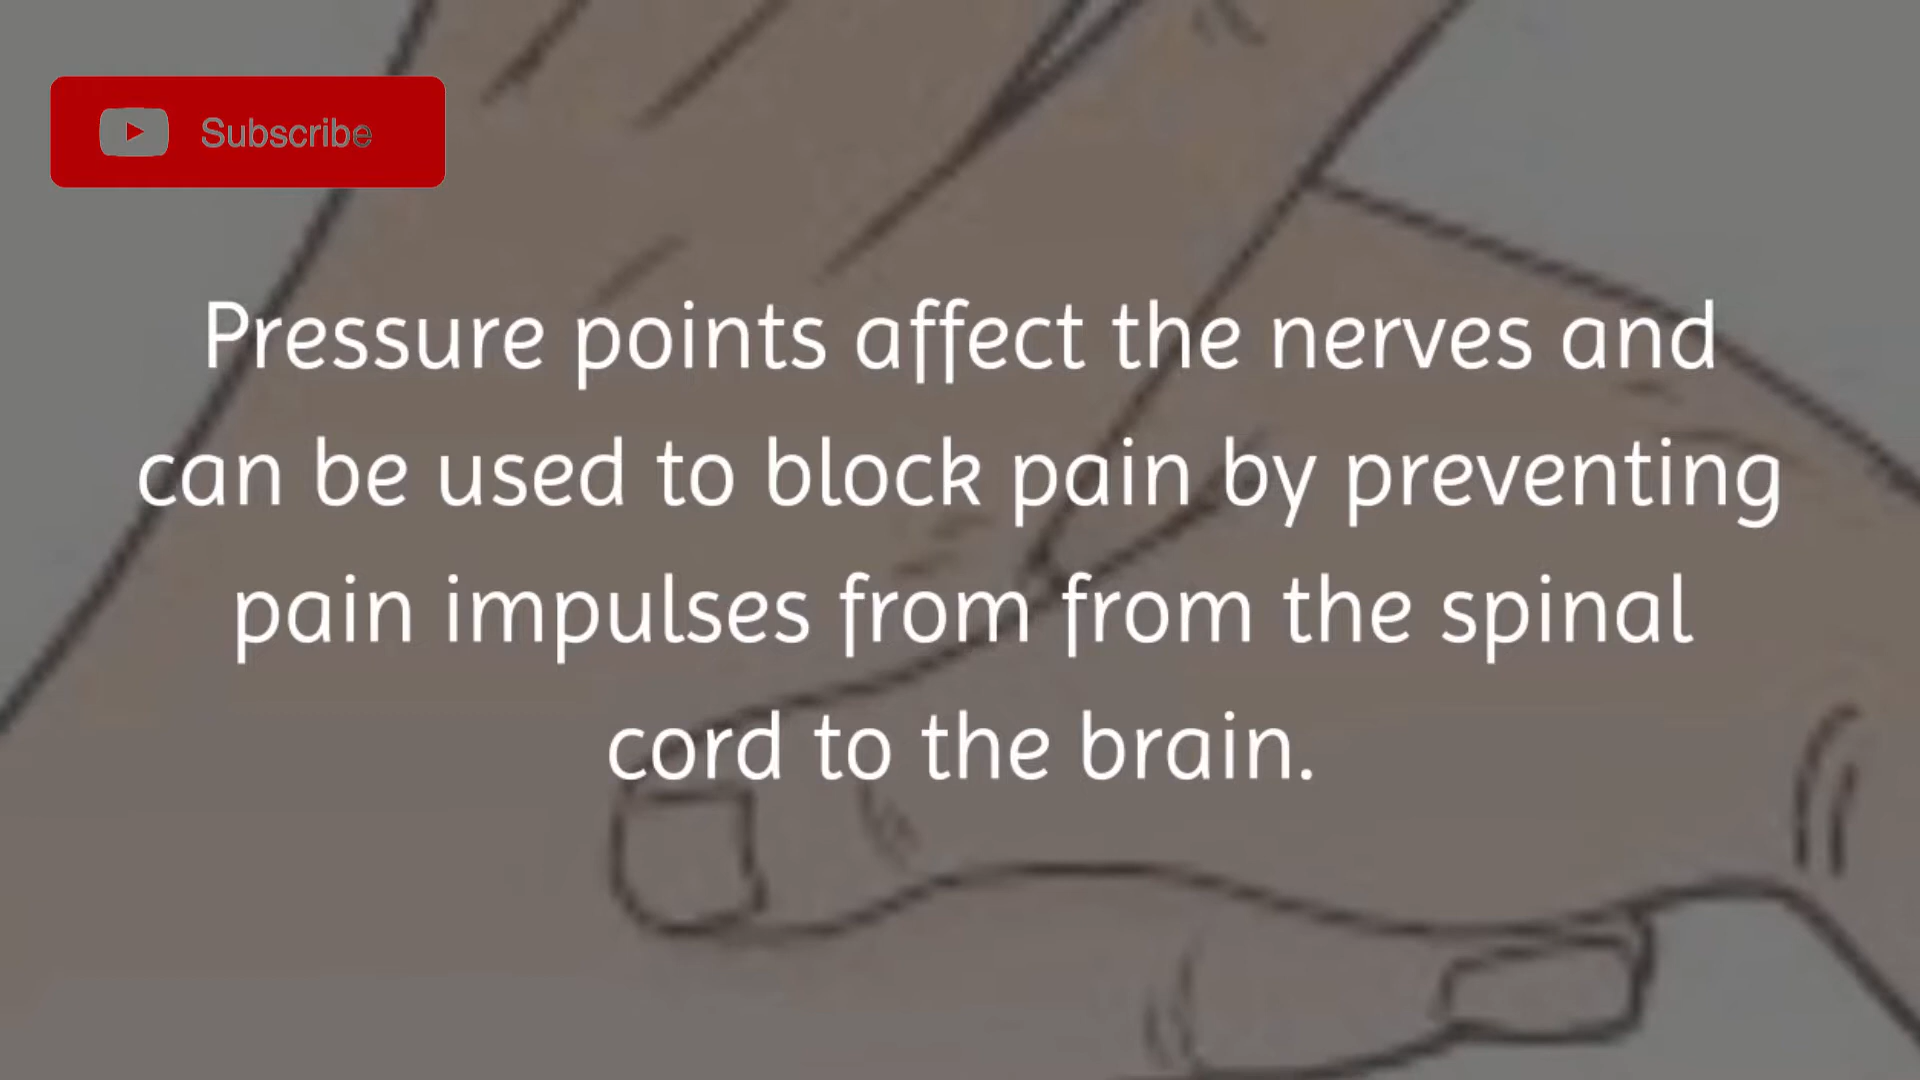 Subscribe
Pressure points affect the nerves and
can be used to block pain by preventing
pain impulses from from the spinal
cord to the brain.